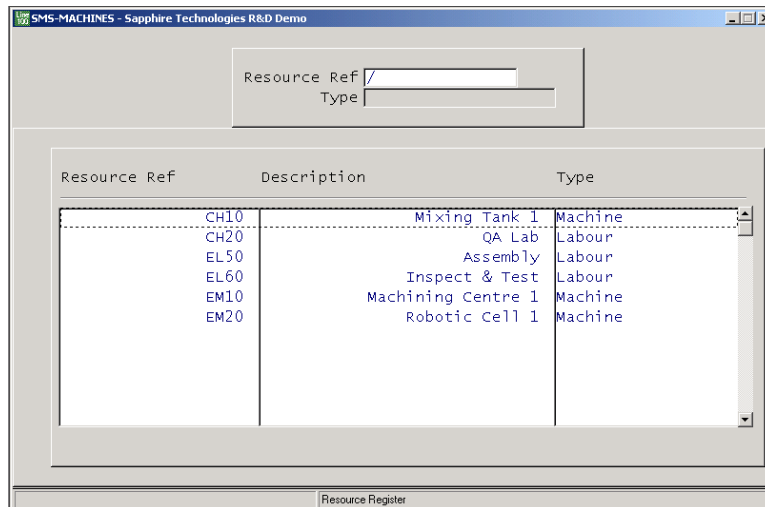 Line 100 SMS-MACHINES - Sapphire Technologies R&D Demo
Resource Ref /
Type
Resource Ref Description Type
CH10 Mixing Tank 1 Machine
CH20 QA Lab Labour
EL50 Assembly Labour
EL60 Inspect & Test Labour
EM10 Machining Centre 1 Machine
EM20 Robotic Cell 1 Machine
Resource Register